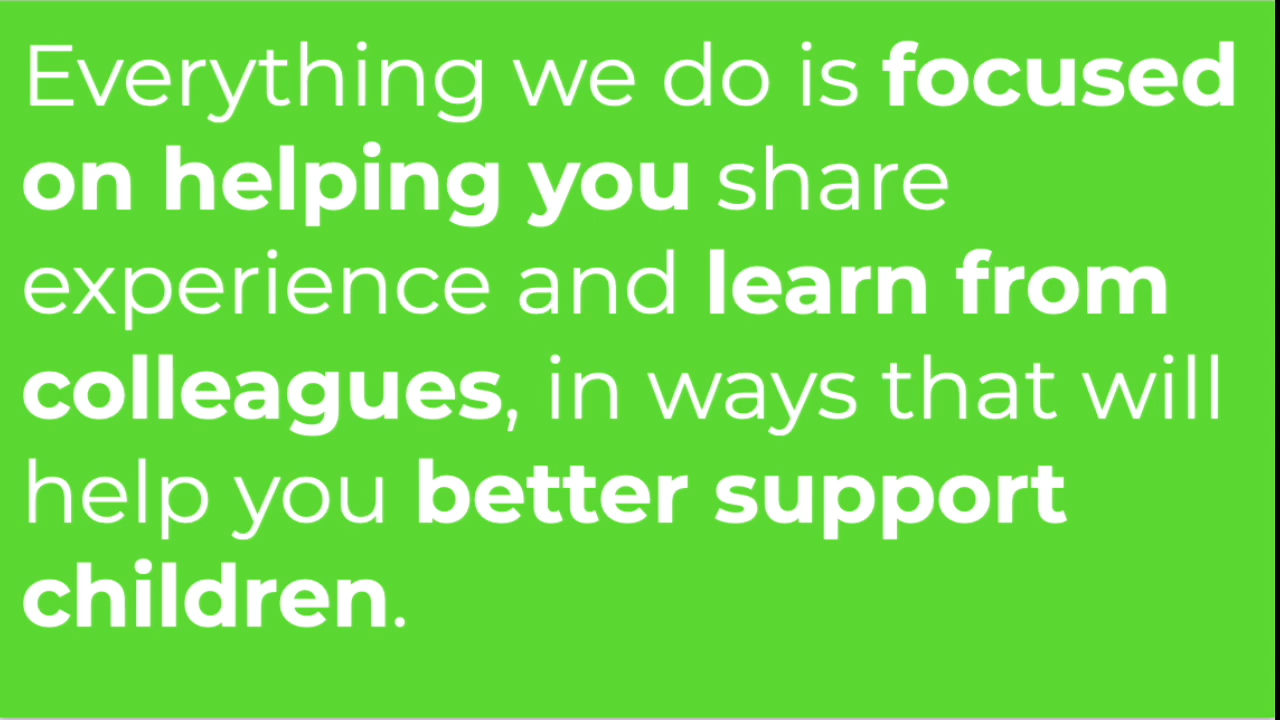 Everything we do is focused
on helping you share
experience and learn from
colleagues, in ways that will
help you better support
children.